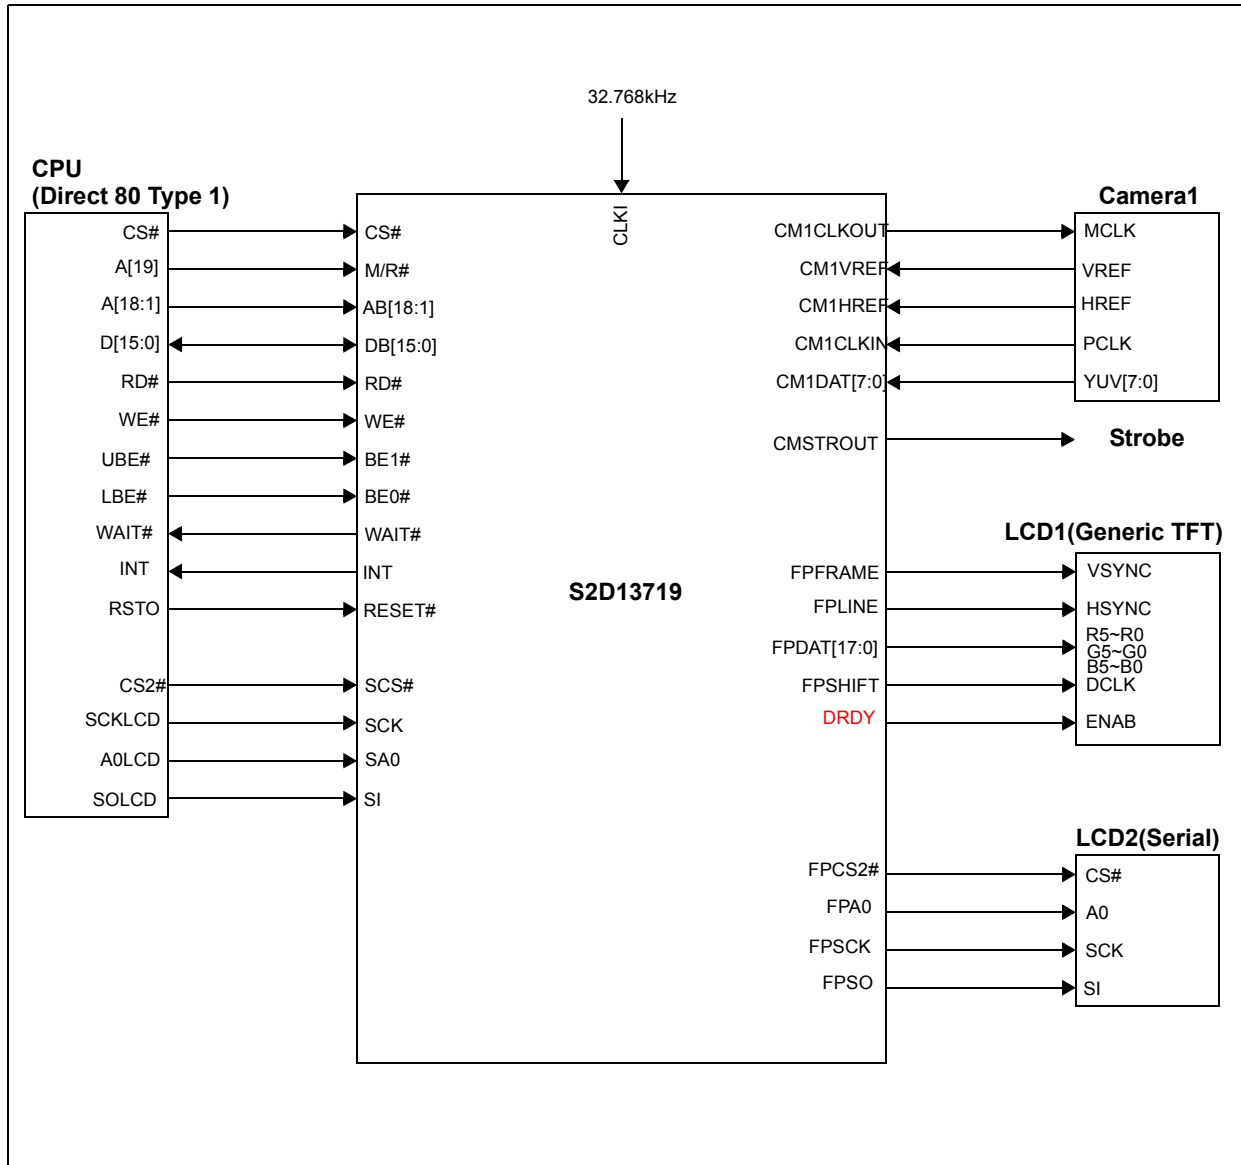 32.768kHz
CPU
(Direct 80 Type 1)
CS#
A[19]
A[18:1]
D[15:0]
RD#
WE#
UBE#
LBE#
WAIT#
INT
RSTO
CS2#
SCKLCD
A0LCD
SOLCD
CS#
M/R#
AB[18:1]
DB[15:0]
RD#
WE#
BE1#
BE0#
WAIT#
INT
RESET#
SCS#
SCK
SA0
SI
CLKI
S2D13719
CM1CLKOUT
CM1VREF
CM1HREF
CM1CLKIN
CM1DAT[7:0]
CMSTROUT
FPFRAME
FPLINE
FPDAT[17:0]
FPSHIFT
DRDY
FPCS2#
FPA0
FPSCK
FPSO
Camera1
MCLK
VREF
HREF
PCLK
YUV[7:0]
Strobe
LCD1(Generic TFT)
VSYNC
HSYNC
R5~R0
G5~G0
B5~B0
DCLK
ENAB
LCD2(Serial)
CS#
A0
SCK
SI